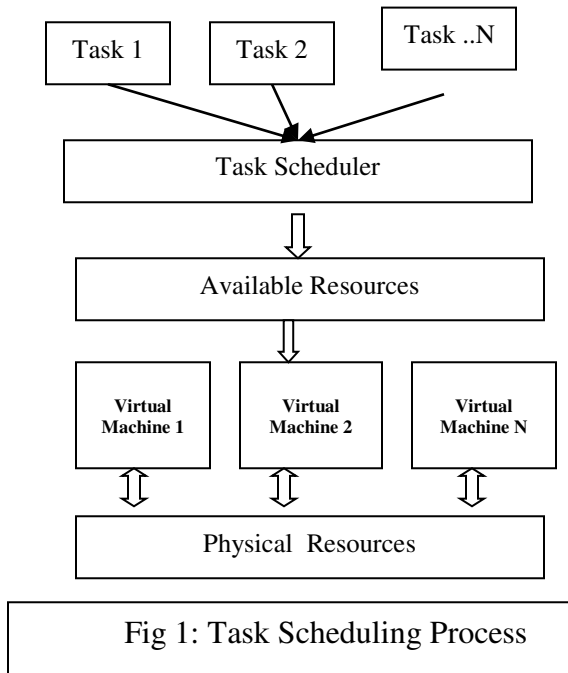 Task 1
Task 2
Task ..N
Task Scheduler
Available Resources
Virtual
Machine 1
Virtual
Machine 2
Virtual
Machine N
Physical  Resources
Fig 1: Task Scheduling Process